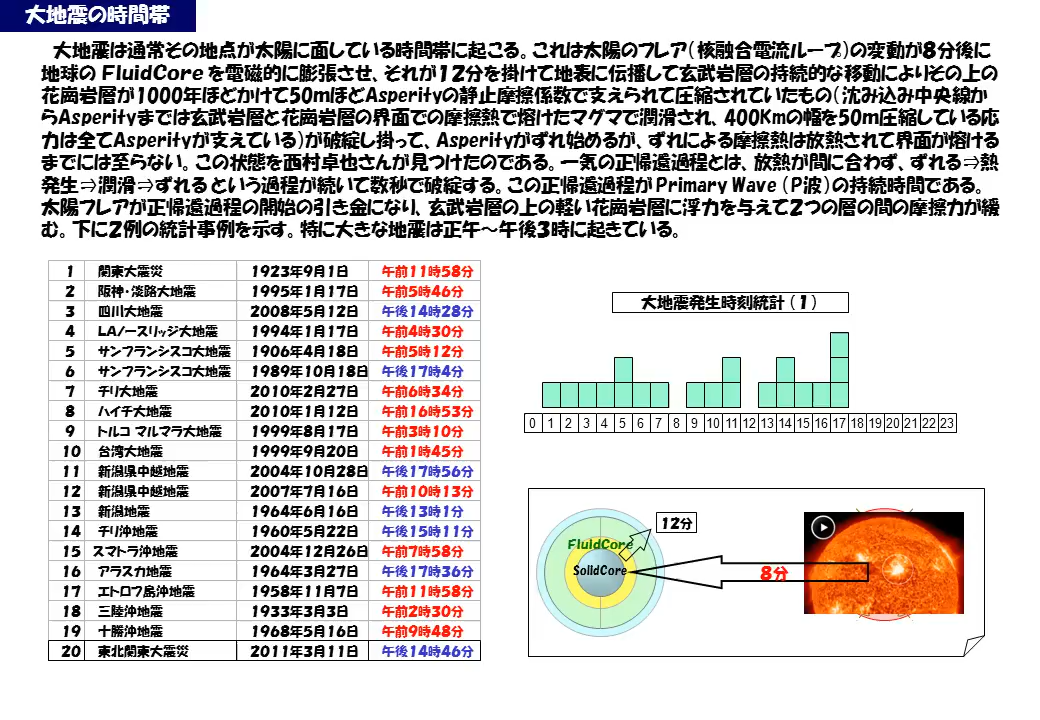 大地震の時間帯
大地震は通常その地点が太陽に面している時間帯に起こる。これは太陽のフレア(核融合電流ループ)の変動が8分後に
地球の FluidCore を電磁的に膨張させ、それが12分を掛けて地表に伝播して玄武岩層の持続的な移動によりその上の
花崗岩層が1000年ほどかけて50mほどAsperityの静止摩擦係数で支えられて圧縮されていたもの(沈み込み中央線か
らAsperityまでは玄武岩層と花崗岩層の界面での摩擦熱で熔けたマグマで潤滑され、400Kmの幅を50m圧縮している応
力は全てAsperityが支えている)が破綻し掛って、Asperityがずれ始めるが、ずれによる摩擦熱は放熱されて界面が熔ける
までには至らない。この状態を西村卓也さんが見つけたのである。一気の正帰還過程とは、放熱が間に合わず、ずれる⇒熱
発生⇒潤滑⇒ずれる という過程が続いて数秒で破綻する。この正帰還過程が Primary Wave (P波)の持続時間である。
太陽フレアが正帰還過程の開始の引き金になり、玄武岩層の上の軽い花崗岩層に浮力を与えて2つの層の間の摩擦力が緩
む。下に2例の統計事例を示す。特に大きな地震は正午~午後3時に起きている。
1 関東大震災 1923年9月1日 午前11時58分
2 阪神・淡路大地震 1995年1月17日 午前5時46分
3 四川大地震 2008年5月12日 午後14時28分
4 LAノースリッジ大地震 1994年1月17日 午前4時30分
5 サンフランシスコ大地震 1906年4月18日 午前5時12分
6 サンフランシスコ大地震 1989年10月18日 午後17時4分
7 チリ大地震 2010年2月27日 午前6時34分
8 ハイチ大地震 2010年1月12日 午前16時53分
9 トルコ マルマラ大地震 1999年8月17日 午前3時10分
10 台湾大地震 1999年9月20日 午前1時45分
11 新潟県中越地震 2004年10月28日 午後17時56分
12 新潟県中越地震 2007年7月16日 午前10時13分
13 新潟地震 1964年6月16日 午後13時1分
14 チリ沖地震 1960年5月22日 午後15時11分
15 スマトラ沖地震 2004年12月26日 午前7時58分
16 アラスカ地震 1964年3月27日 午後17時36分
17 エトロフ島沖地震 1958年11月7日 午前11時58分
18 三陸沖地震 1933年3月3日 午前2時30分
19 十勝沖地震 1968年5月16日 午前9時48分
20 東北関東大震災 2011年3月11日 午後14時46分
大地震発生時刻統計(1)
0 1 2 3 4 5 6 7 8 9 10 11 12 13 14 15 16 17 18 19 20 21 22 23
12分
FluidCore
SolidCore
8分